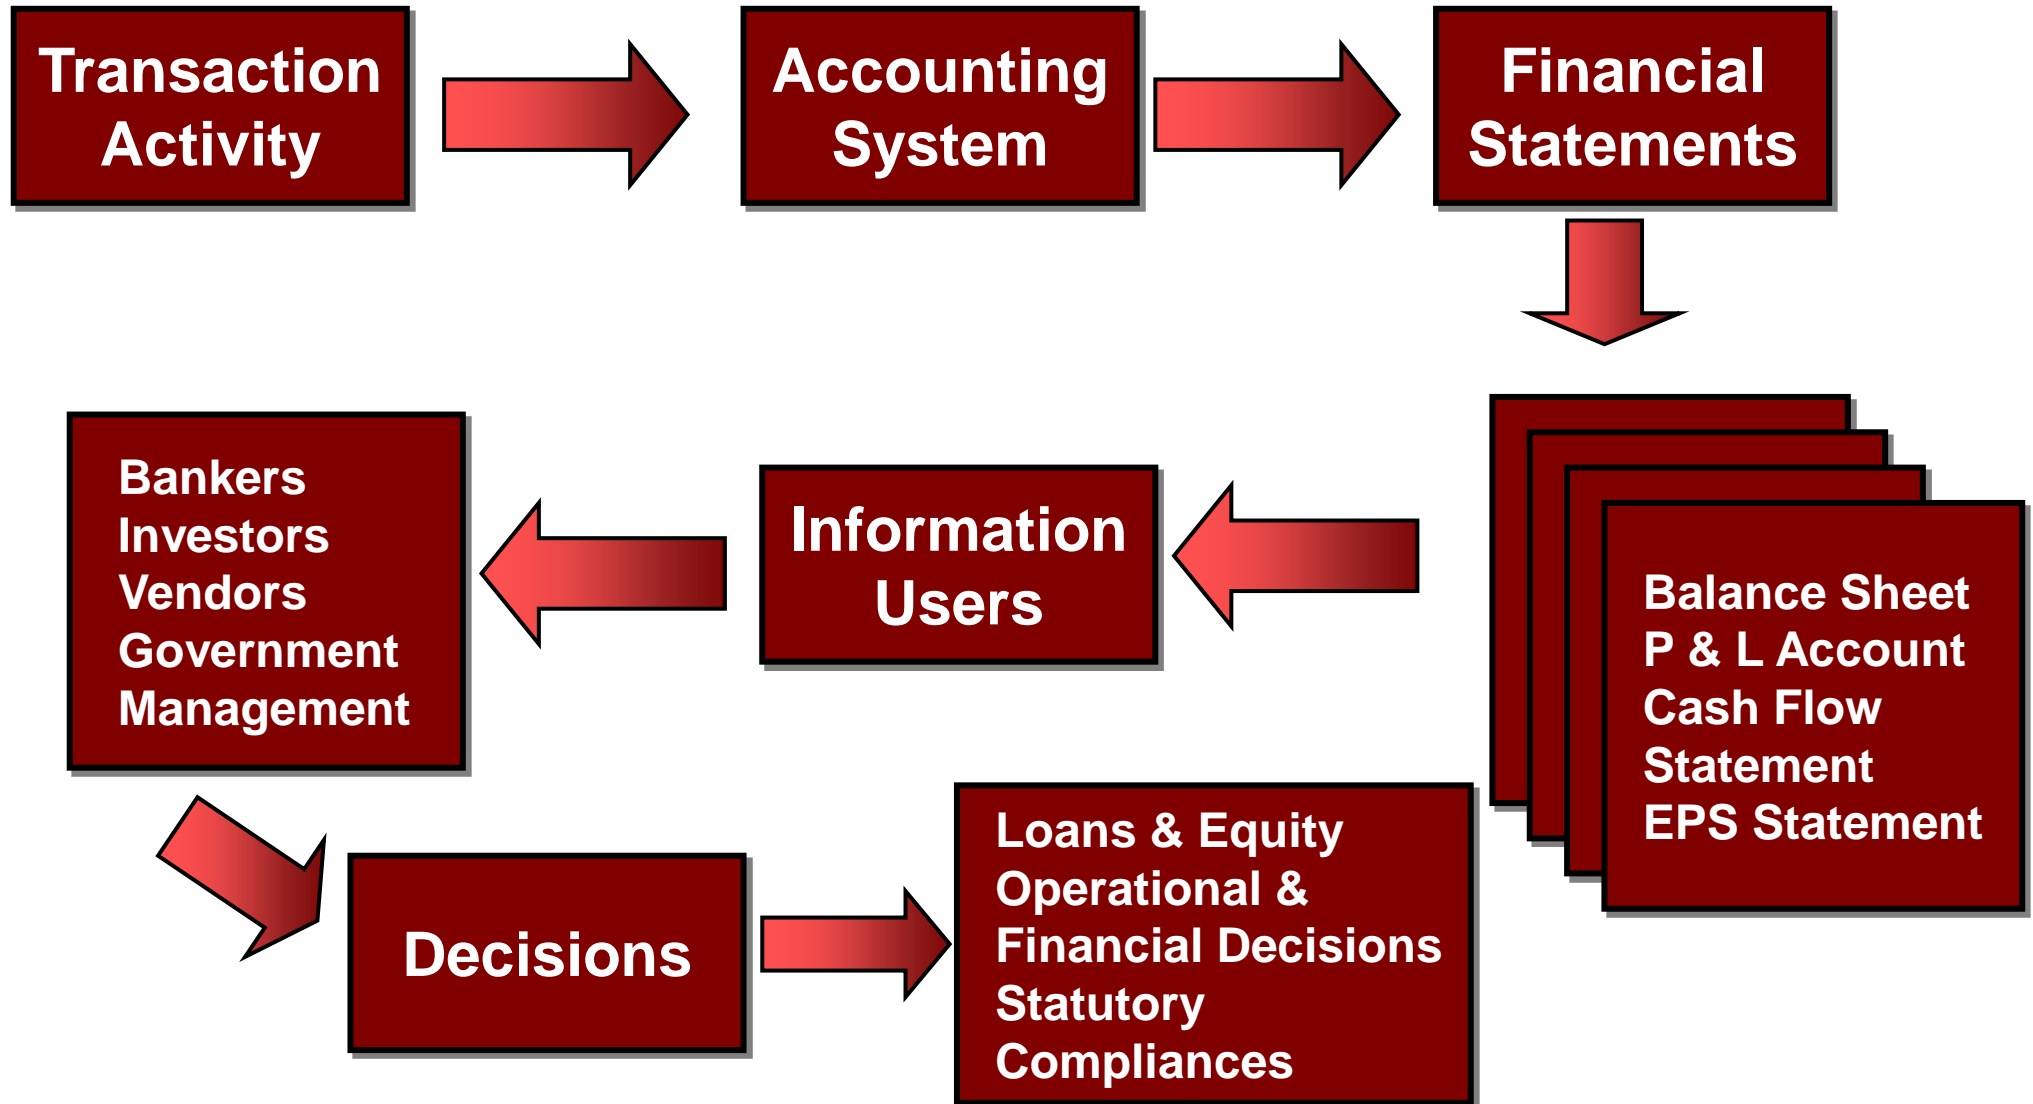 Transaction
Activity
Accounting
System
Financial
Statements
Bankers
Investors
Vendors
Government
Management
Information
Users
Balance Sheet
P & L Account
Cash Flow
Statement
EPS Statement
Decisions
Loans & Equity
Operational &
Financial Decisions
Statutory
Compliances